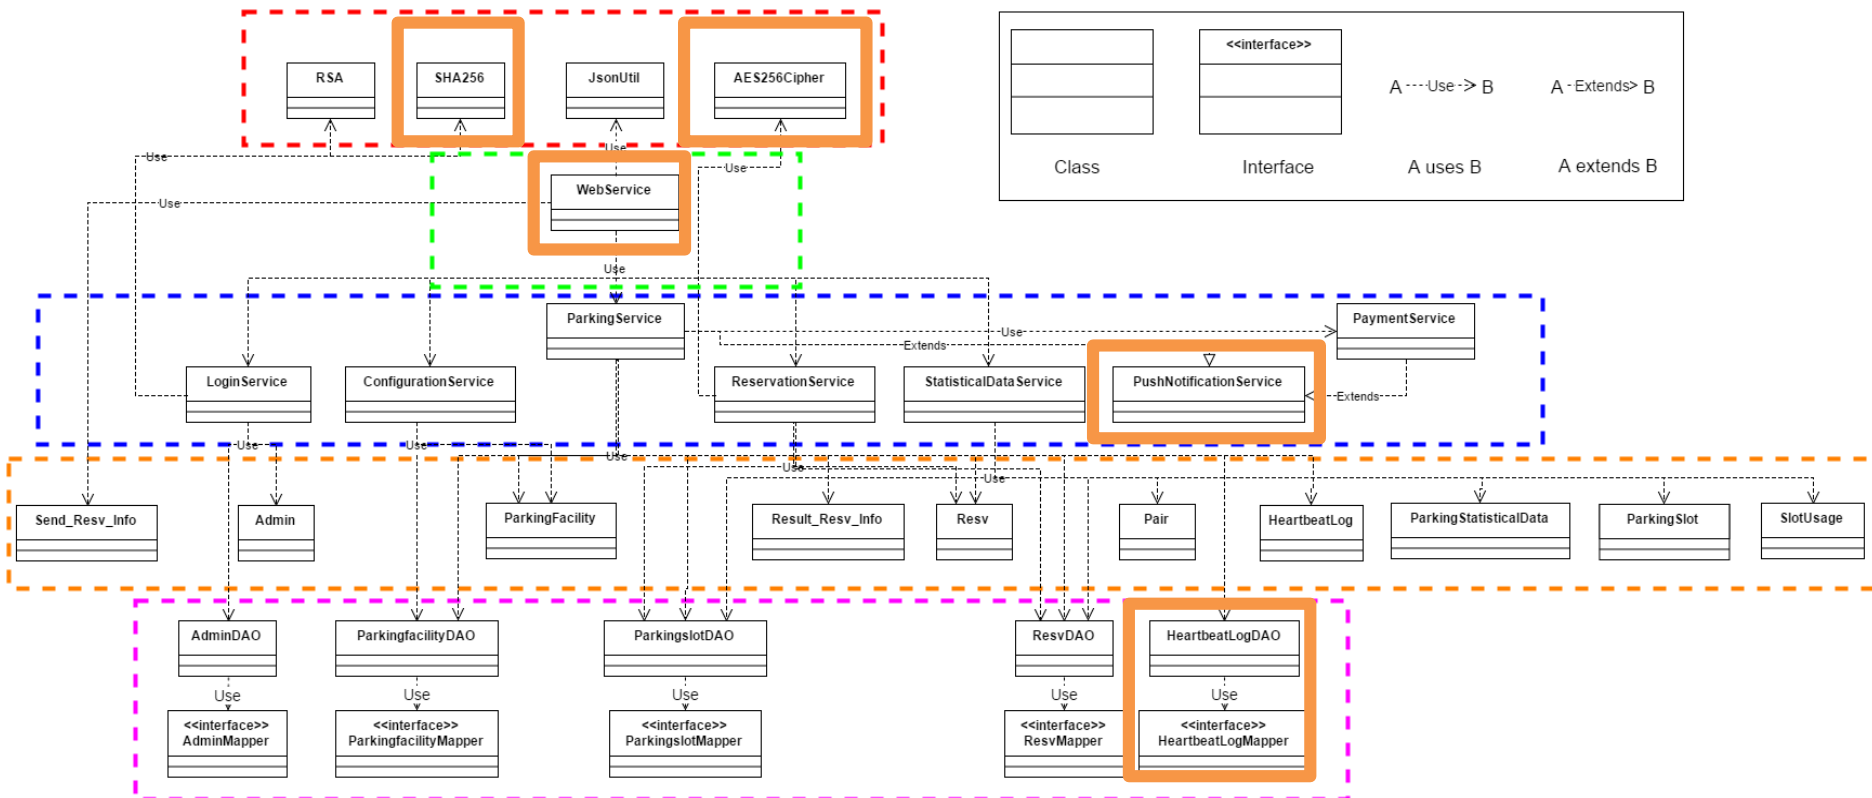 RSA
SHA256
JsonUtil
AES256Cipher
<<interface>>
A ----Use--> B
A - Extends> B
Class
Interface
A uses B
A extends B
Use
Use
Use
WebService
Use
Use
ParkingService
PaymentService
Use
Extends
LoginService
ConfigurationService
ReservationService
StatisticalDataService
PushNotificationService
Extends
Use
Use
Use
Use
Use
Send_Resv_Info
Admin
ParkingFacility
Result_Resv_Info
Resv
Pair
HeartbeatLog
ParkingStatisticalData
ParkingSlot
SlotUsage
AdminDAO
ParkingfacilityDAO
ParkingslotDAO
ResvDAO
HeartbeatLogDAO
Use
Use
Use
Use
Use
<<interface>>
AdminMapper
<<interface>>
ParkingfacilityMapper
<<interface>>
ParkingslotMapper
<<interface>>
ResvMapper
<<interface>>
HeartbeatLogMapper